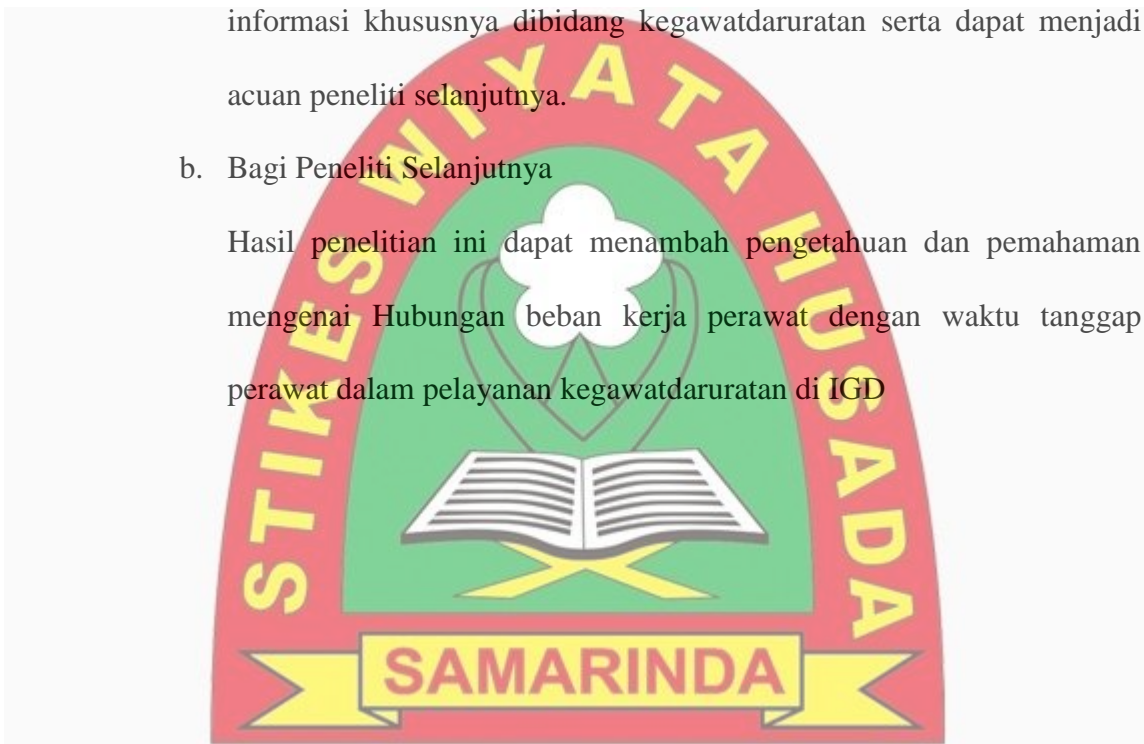 informasi khususnya dibidang kegawatdaruratan serta dapat menjadi
acuan peneliti selanjutnya.
b. Bagi Peneliti Selanjutnya
Hasil penelitian ini dapat menambah pengetahuan dan pemahaman
mengenai Hubungan beban kerja perawat dengan waktu tanggap
perawat dalam pelayanan kegawatdaruratan di IGD
STIKES WIYATA HUSADA
SAMARINDA